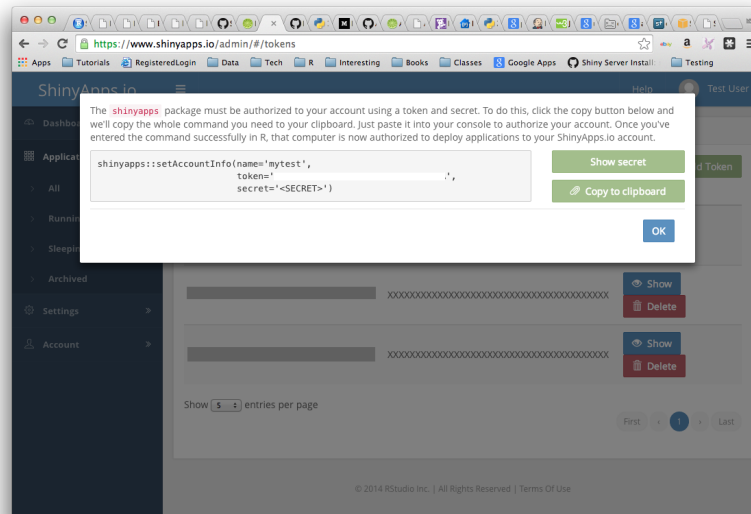 https://www.shinyapps.io/admin/#/tokens
Apps Tutorials RegisteredLogin Data Tech R Interesting Books Classes Google Apps Shiny Server Install: Testing
ShinyApps.io Help Test User
The shinyapps package must be authorized to your account using a token and secret. To do this, click the copy button below and
we'll copy the whole command you need to your clipboard. Just paste it into your console to authorize your account. Once you've
entered the command successfully in R, that computer is now authorized to deploy applications to your ShinyApps.io account.
shinyapps::setAccountInfo(name='mytest',
token=' ',
secret='<SECRET>')
Show secret
Copy to clipboard
OK
Dashboa
Applicat
All
Runnin
Sleepin
Archived
Settings
Account
d Token
Show
XXXXXXXXXXXXXXXXXXXXXXXXXXXXXXXXXXXXXXXX
Delete
Show
XXXXXXXXXXXXXXXXXXXXXXXXXXXXXXXXXXXXXXXX
Delete
Show 5 entries per page
First 1 Last
© 2014 RStudio Inc. | All Rights Reserved | Terms Of Use